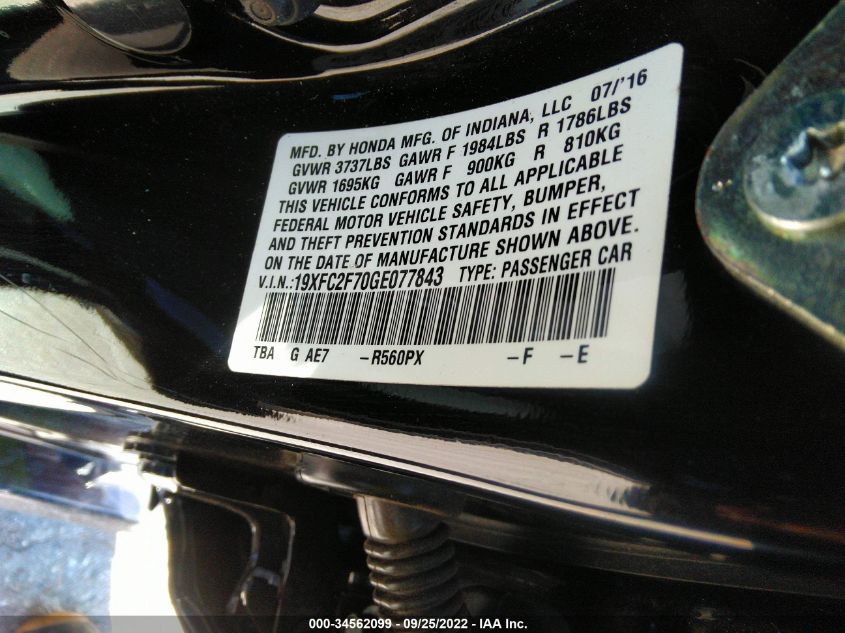 MFD. BY HONDA MFG. OF INDIANA, LLC 07/'16
GVWR 3737LBS GAWR F 1984LBS R 1786LBS
GVWR 1695KG GAWR F 900KG R 810KG
THIS VEHICLE CONFORMS TO ALL APPLICABLE
FEDERAL MOTOR VEHICLE SAFETY, BUMPER,
AND THEFT PREVENTION STANDARDS IN EFFECT
ON THE DATE OF MANUFACTURE SHOWN ABOVE.
V.I.N.:19XFC2F70GE077843 TYPE: PASSENGER CAR
TBA G AE7 –R560PX –F –E
000-34562099 - 09/25/2022 - IAA Inc.